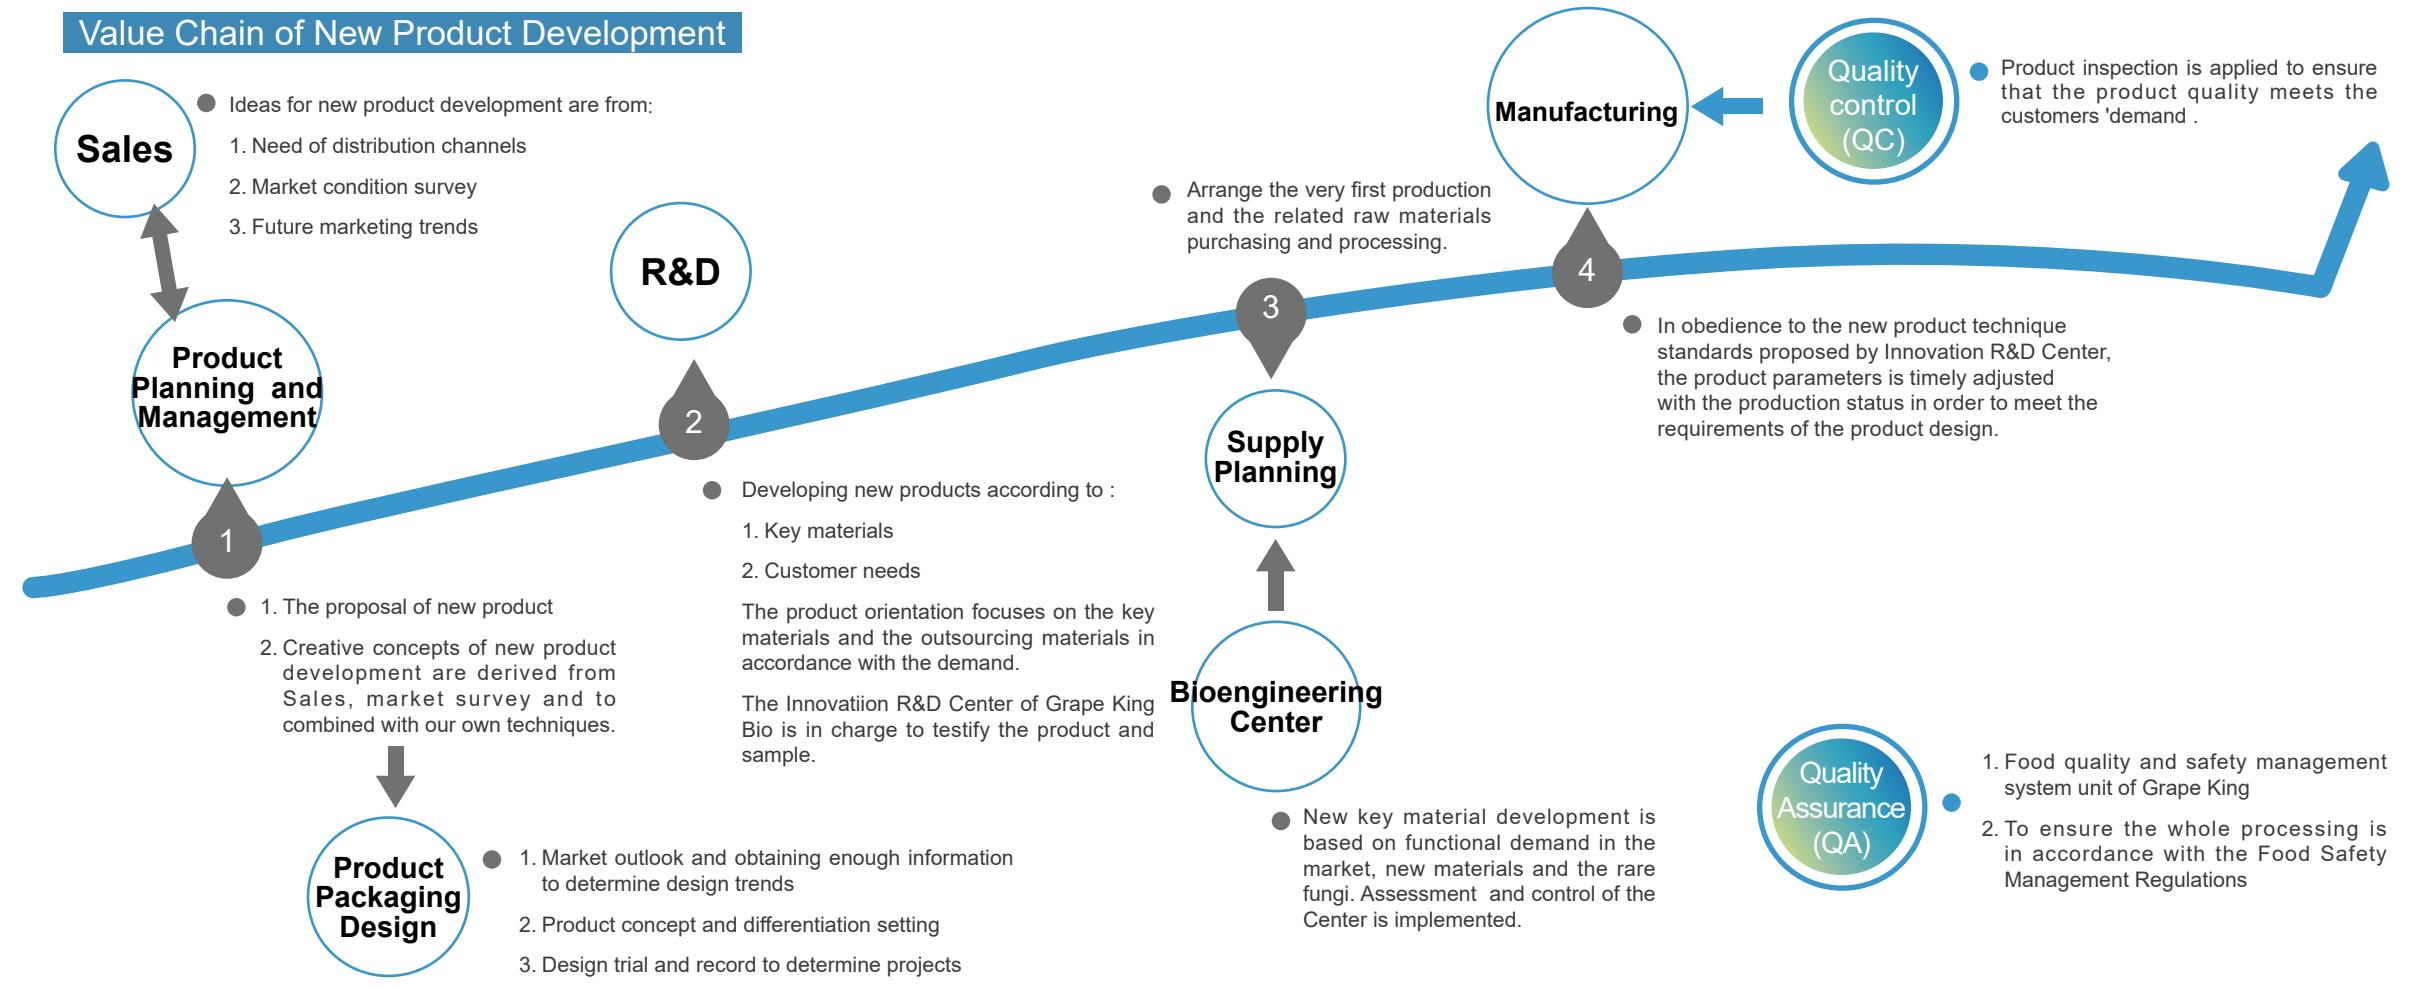 Value Chain of New Product Development
Sales
Ideas for new product development are from:
1. Need of distribution channels
2. Market condition survey
3. Future marketing trends
Product
Planning and
Management
1
1. The proposal of new product
2. Creative concepts of new product
development are derived from
Sales, market survey and to
combined with our own techniques.
Product
Packaging
Design
1. Market outlook and obtaining enough information
to determine design trends
2. Product concept and differentiation setting
3. Design trial and record to determine projects
R&D
2
Developing new products according to :
1. Key materials
2. Customer needs
The product orientation focuses on the key
materials and the outsourcing materials in
accordance with the demand.
The Innovatiion R&D Center of Grape King
Bio is in charge to testify the product and
sample.
Arrange the very first production
and the related raw materials
purchasing and processing.
3
Supply
Planning
Bioengineering
Center
New key material development is
based on functional demand in the
market, new materials and the rare
fungi. Assessment and control of the
Center is implemented.
Manufacturing
4
In obedience to the new product technique
standards proposed by Innovation R&D Center,
the product parameters is timely adjusted
with the production status in order to meet the
requirements of the product design.
Quality
control
(QC)
Product inspection is applied to ensure
that the product quality meets the
customers 'demand .
Quality
Assurance
(QA)
1. Food quality and safety management
system unit of Grape King
2. To ensure the whole processing is
in accordance with the Food Safety
Management Regulations